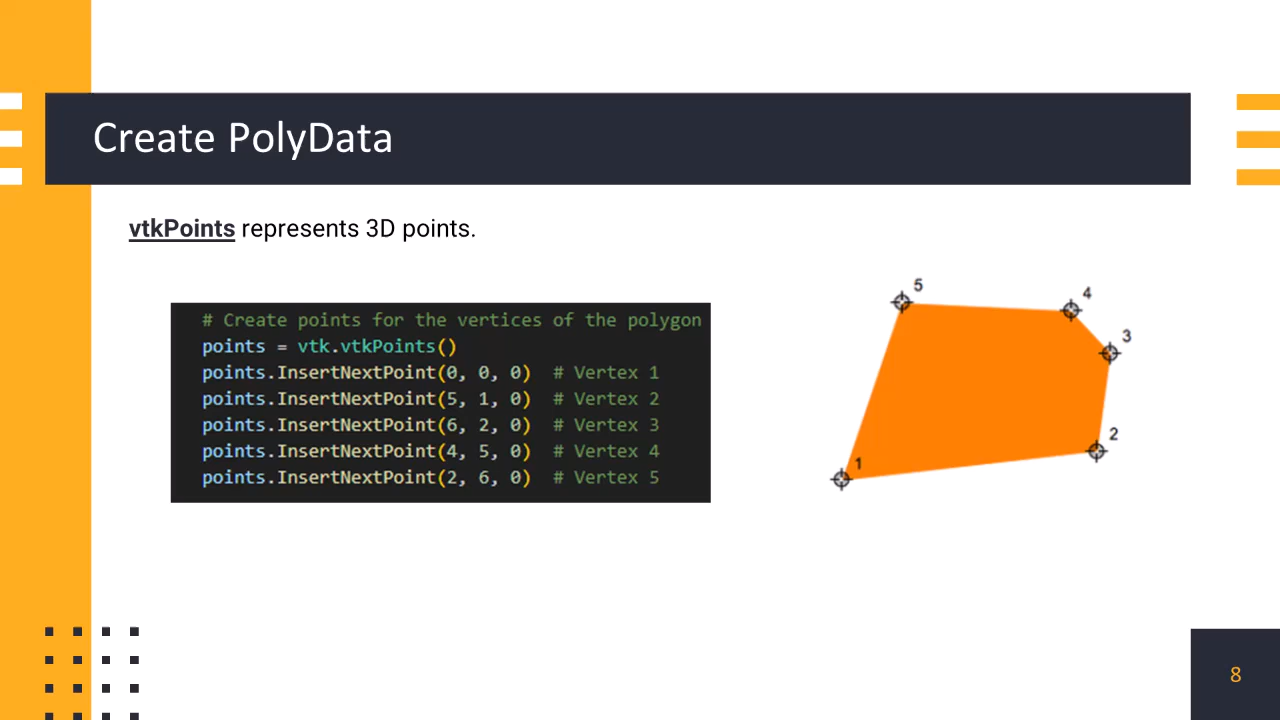 Create PolyData
vtkPoints represents 3D points.
# Create points for the vertices of the polygon
points = vtk.vtkPoints()
points.InsertNextPoint(0, 0, 0)  # Vertex 1
points.InsertNextPoint(5, 1, 0)  # Vertex 2
points.InsertNextPoint(6, 2, 0)  # Vertex 3
points.InsertNextPoint(4, 5, 0)  # Vertex 4
points.InsertNextPoint(2, 6, 0)  # Vertex 5
5
4
3
2
1
8